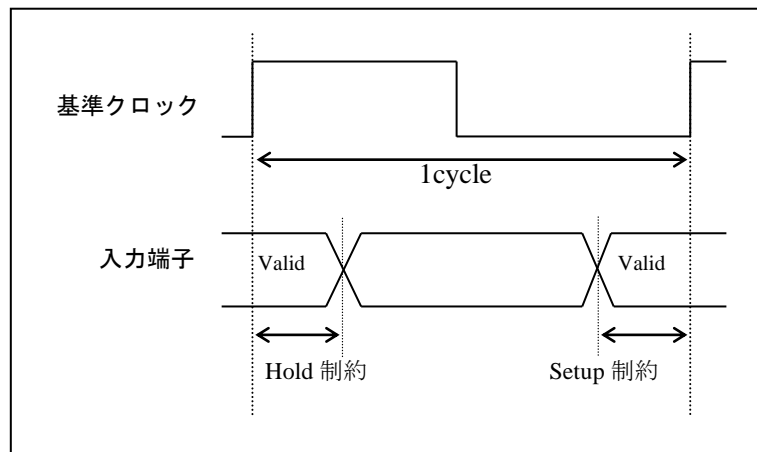 基準クロック
1cycle
入力端子
Valid
Valid
Hold 制約
Setup 制約